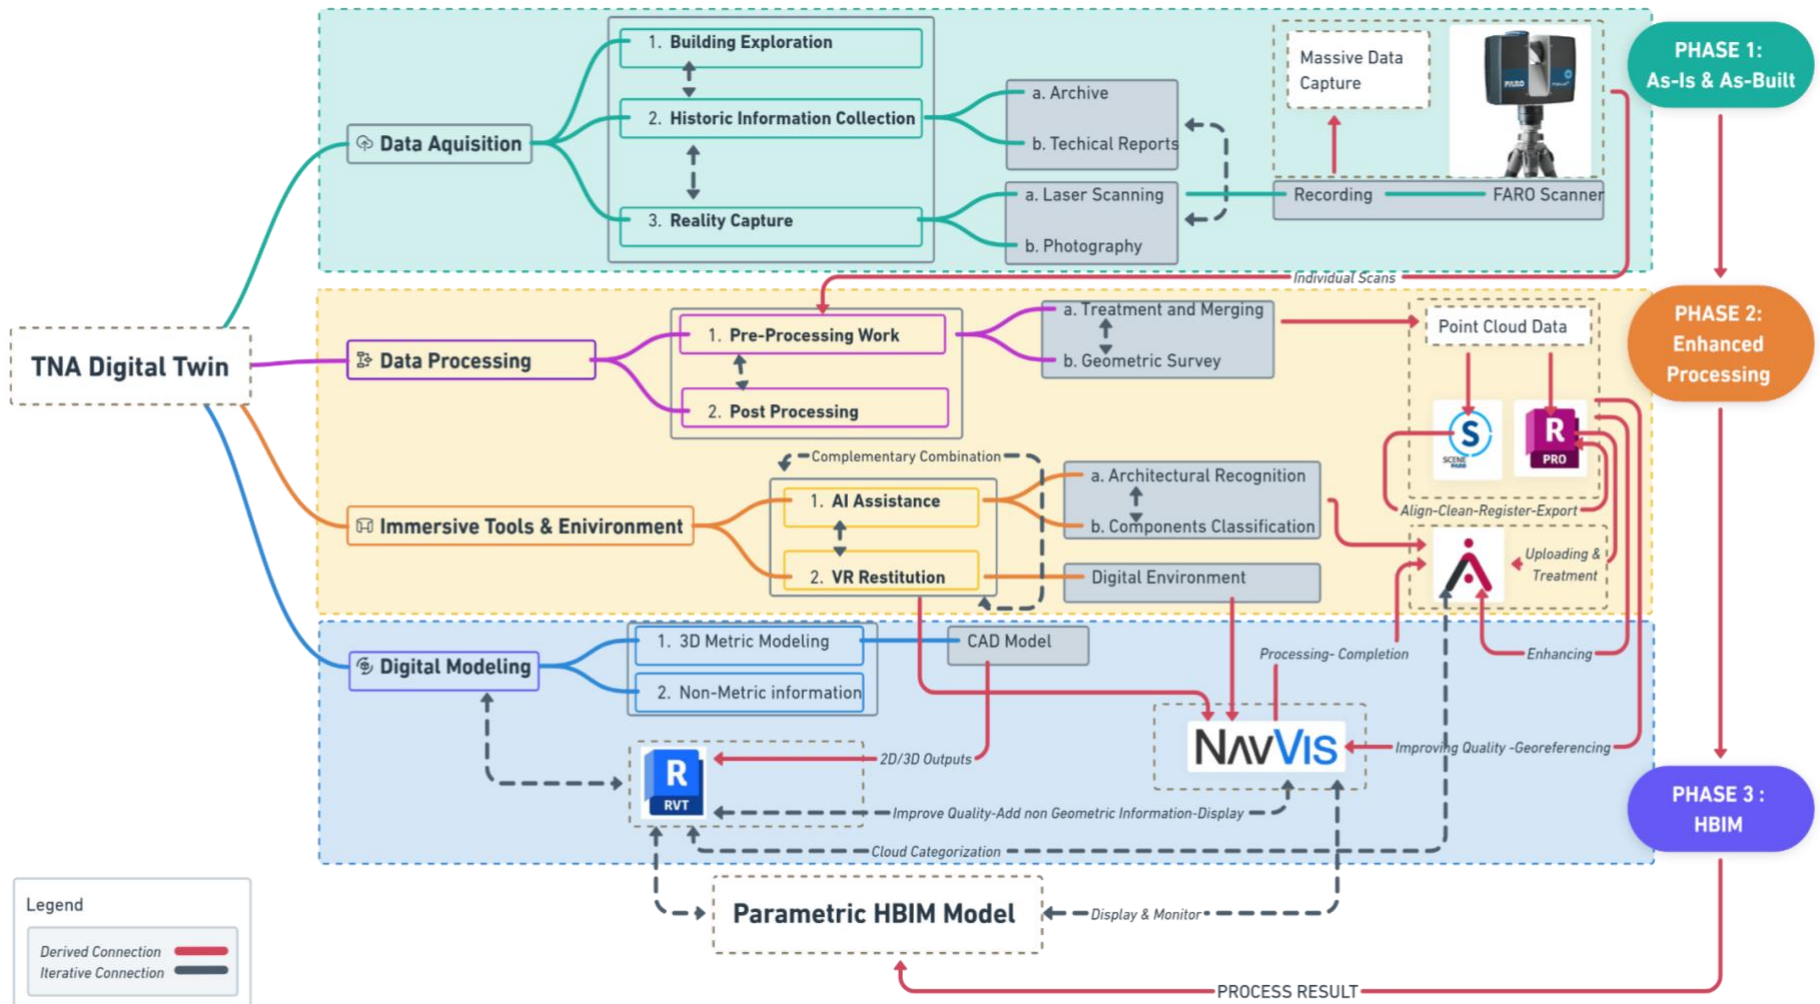 PHASE 1:
As-Is & As-Built
1. Building Exploration
Massive Data
Capture
FARO
a. Archive
2. Historic Information Collection
Data Aquisition
b. Techical Reports
a. Laser Scanning
Recording
FARO Scanner
3. Reality Capture
b. Photography
Individual Scans
PHASE 2:
Enhanced
Processing
a. Treatment and Merging
Point Cloud Data
1. Pre-Processing Work
TNA Digital Twin
Data Processing
b. Geometric Survey
2. Post Processing
S
SCENE
R
PRO
Complementary Combination
a. Architectural Recognition
1. AI Assistance
Align-Clean-Register-Export
Immersive Tools & Enivironment
b. Components Classification
Uploading &
Treatment
2. VR Restitution
Digital Environment
1. 3D Metric Modeling
CAD Model
Processing- Completion
Enhancing
Digital Modeling
2. Non-Metric information
NAVVIS
Improving Quality -Georeferencing
2D/3D Outputs
R
RVT
PHASE 3 :
HBIM
Improve Quality-Add non Geometric Information-Display
Cloud Categorization
Legend
Parametric HBIM Model
Display & Monitor
Derived Connection
Iterative Connection
PROCESS RESULT